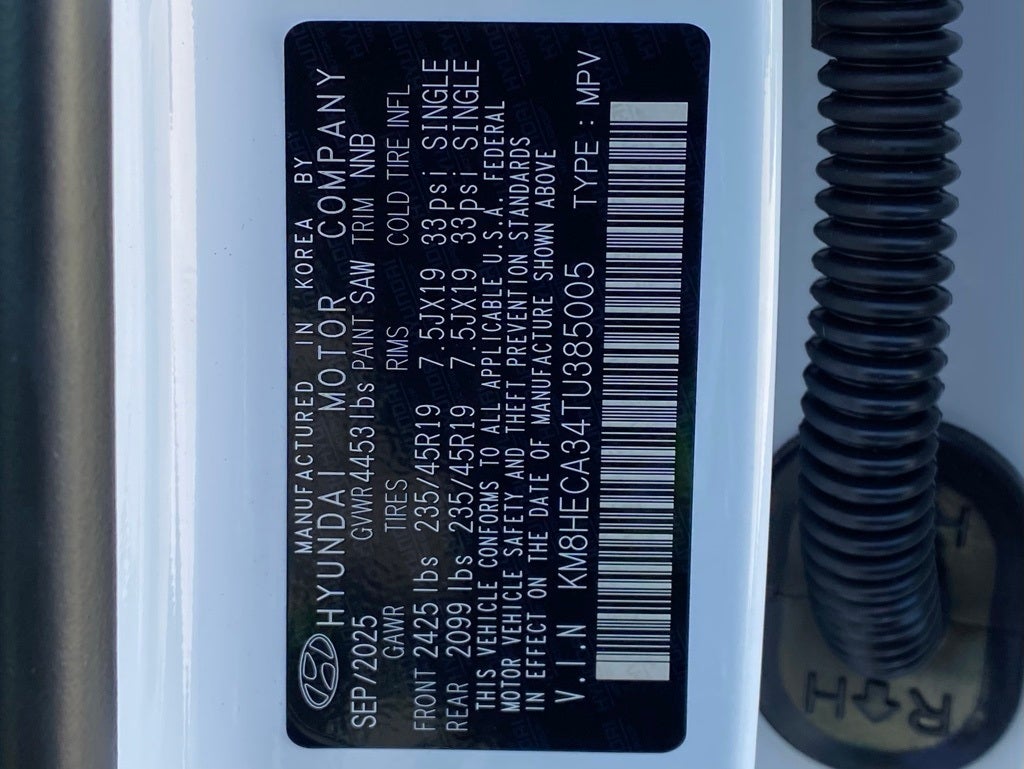 MANUFACTURED IN KOREA BY
HYUNDAI MOTOR COMPANY
SEP/2025 GVWR 4453lbs PAINT SAW TRIM NNB
GAWR TIRES RIMS COLD TIRE INFL
FRONT 2425 lbs 235/45R19 7.5JX19 33psi SINGLE
REAR 2099 lbs 235/45R19 7.5JX19 33psi SINGLE
THIS VEHICLE CONFORMS TO ALL APPLICABLE U.S.A. FEDERAL
MOTOR VEHICLE SAFETY AND THEFT PREVENTION STANDARDS
IN EFFECT ON THE DATE OF MANUFACTURE SHOWN ABOVE
V.I.N KM8HECA34TU385005 TYPE : MPV
R H
H